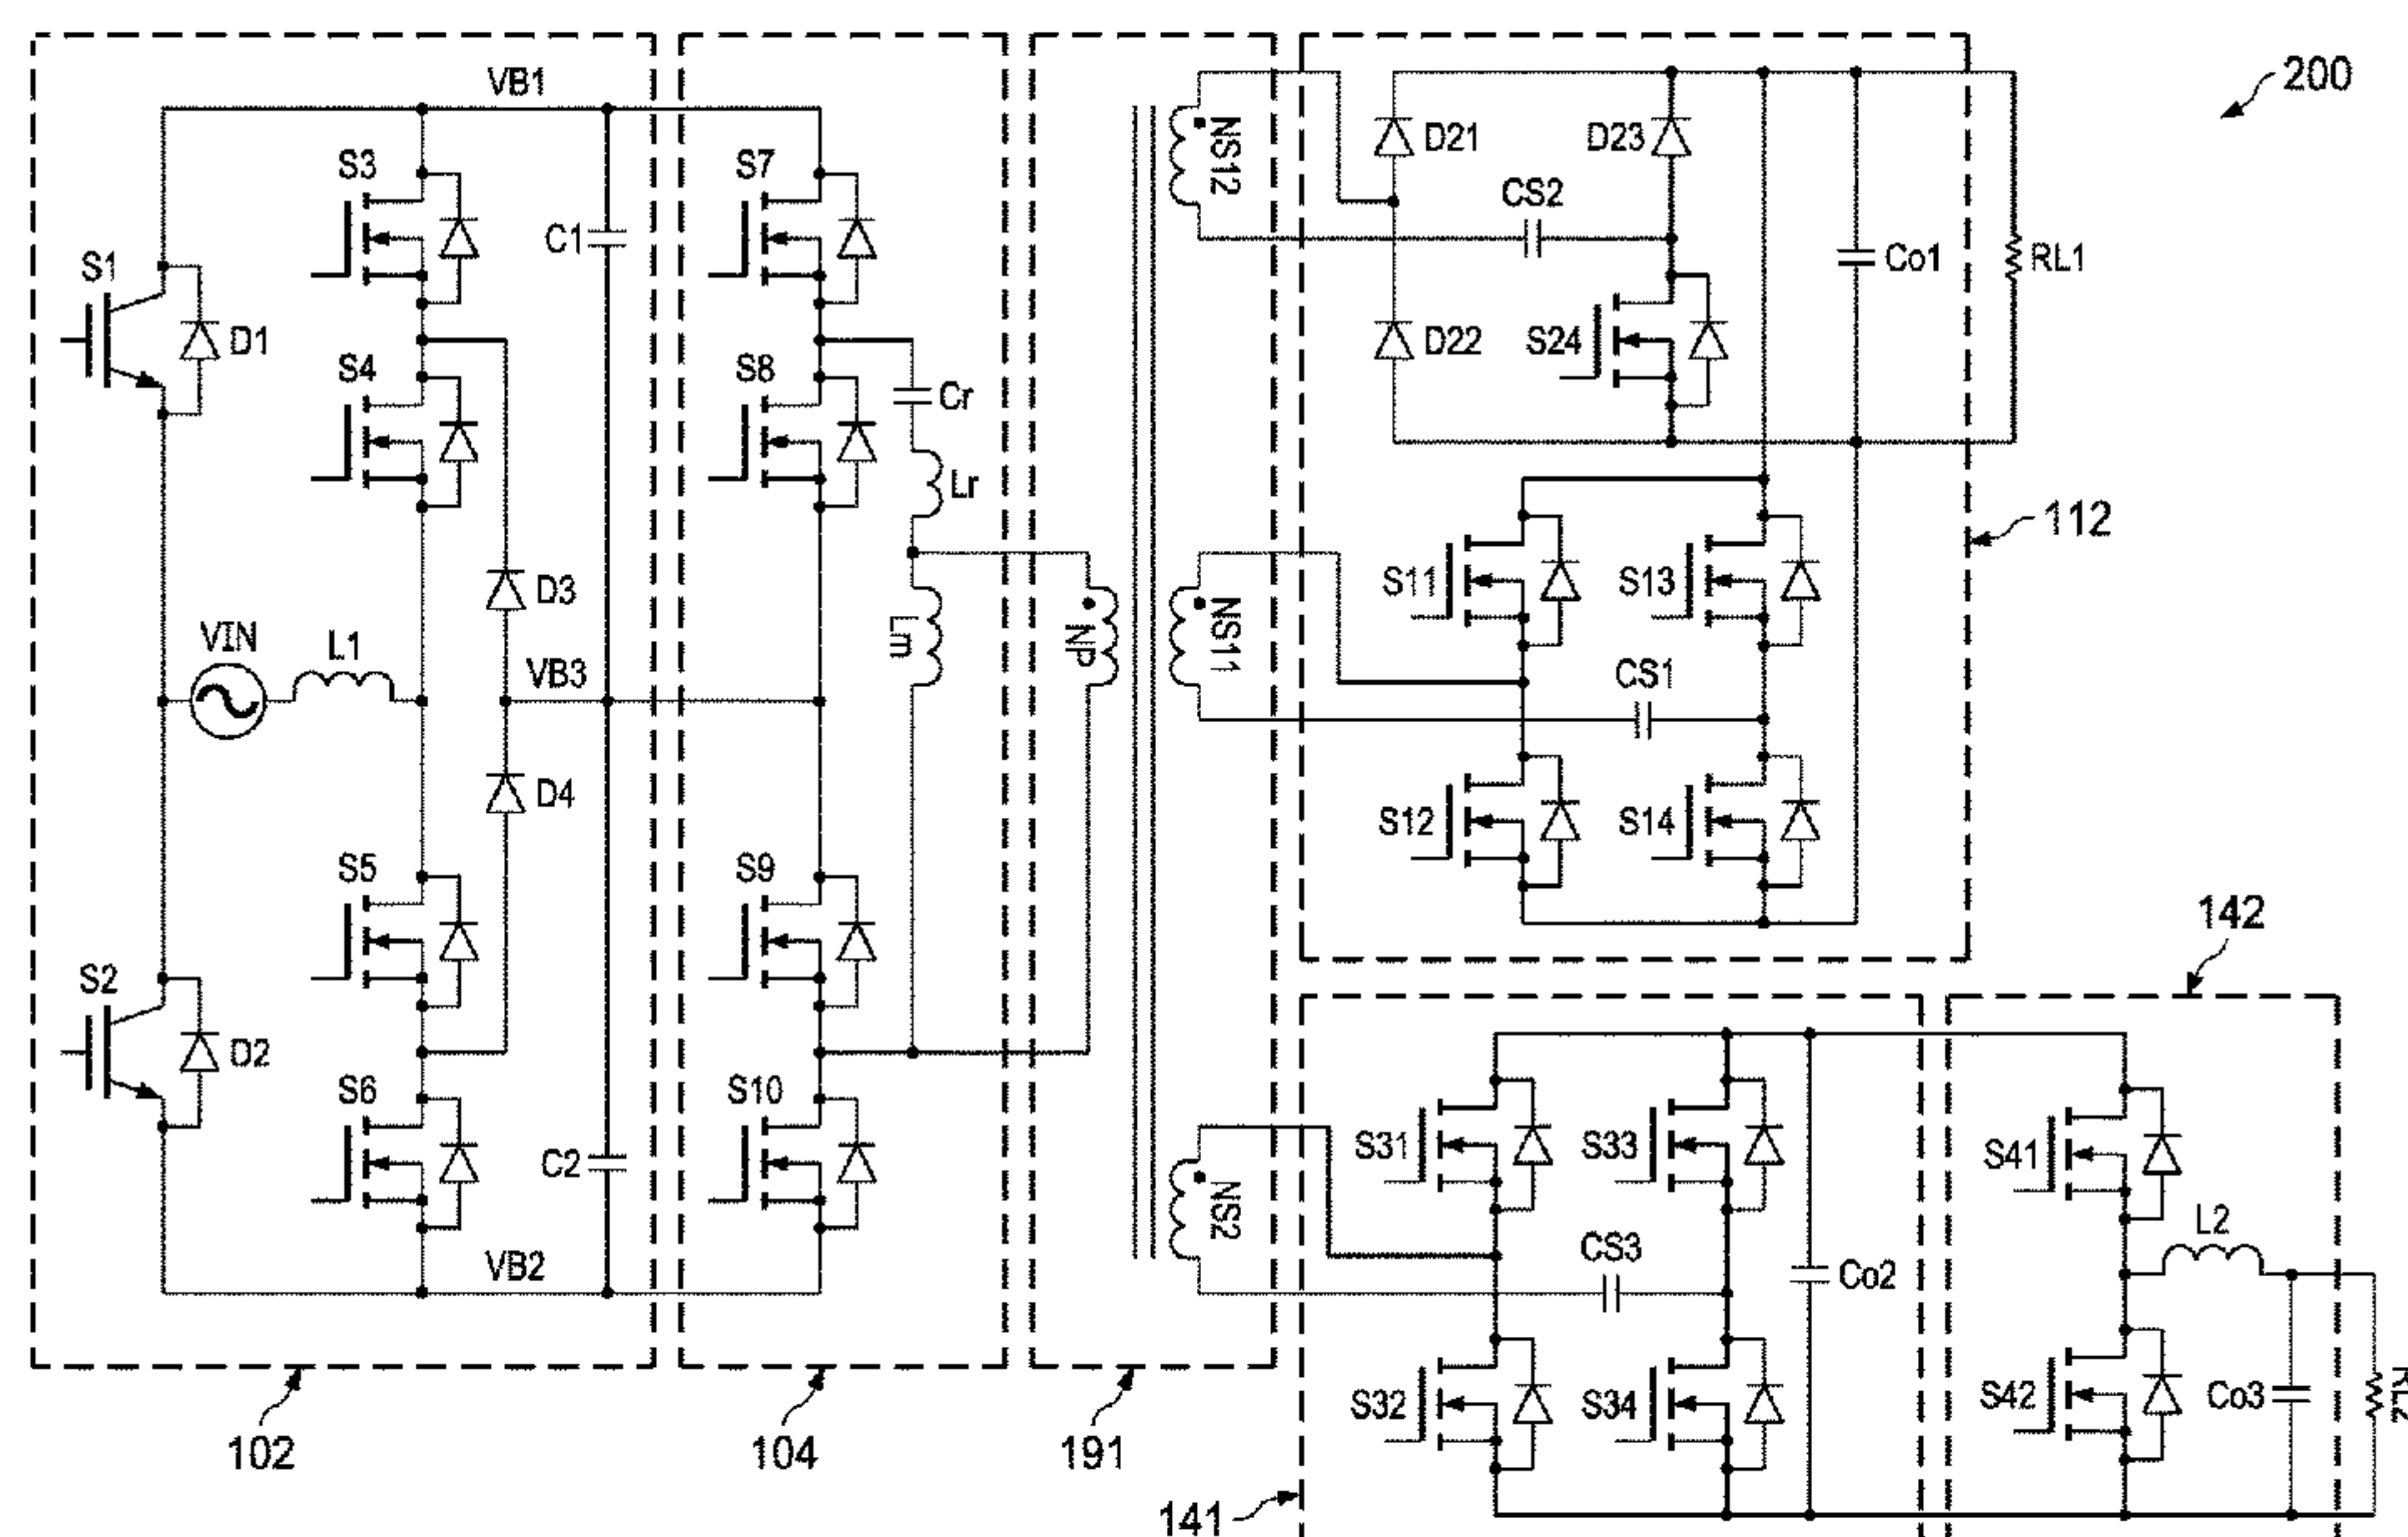 VB1
S3
S4
C1
S1
D1
VIN
L1
D3
VB3
D4
S5
S2
D2
S6
C2
VB2
102
S7
S8
Cr
Lr
Lm
S9
S10
104
NS12
NP
NS11
NS2
191
D21
D23
CS2
D22
S24
Co1
RL1
200
112
S11
S13
CS1
S12
S14
142
S31
S33
CS3
Co2
S32
S34
141
S41
L2
S42
Co3
RL2